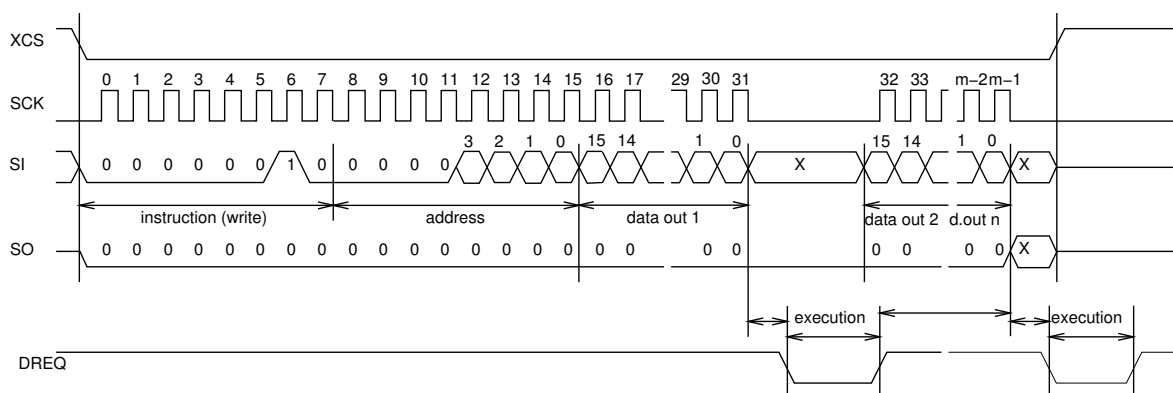 XCS
0 1 2 3 4 5 6 7 8 9 10 11 12 13 14 15 16 17 29 30 31 32 33 m-2 m-1
SCK
3 2 1 0 15 14 1 0 15 14 1 0
SI 0 0 0 0 0 0 1 0 0 0 0 0 X X
instruction (write) address data out 1 data out 2 d.out n
SO 0 0 0 0 0 0 0 0 0 0 0 0 0 0 0 0 0 0 0 0 0 0 0 0 X
execution execution
DREQ